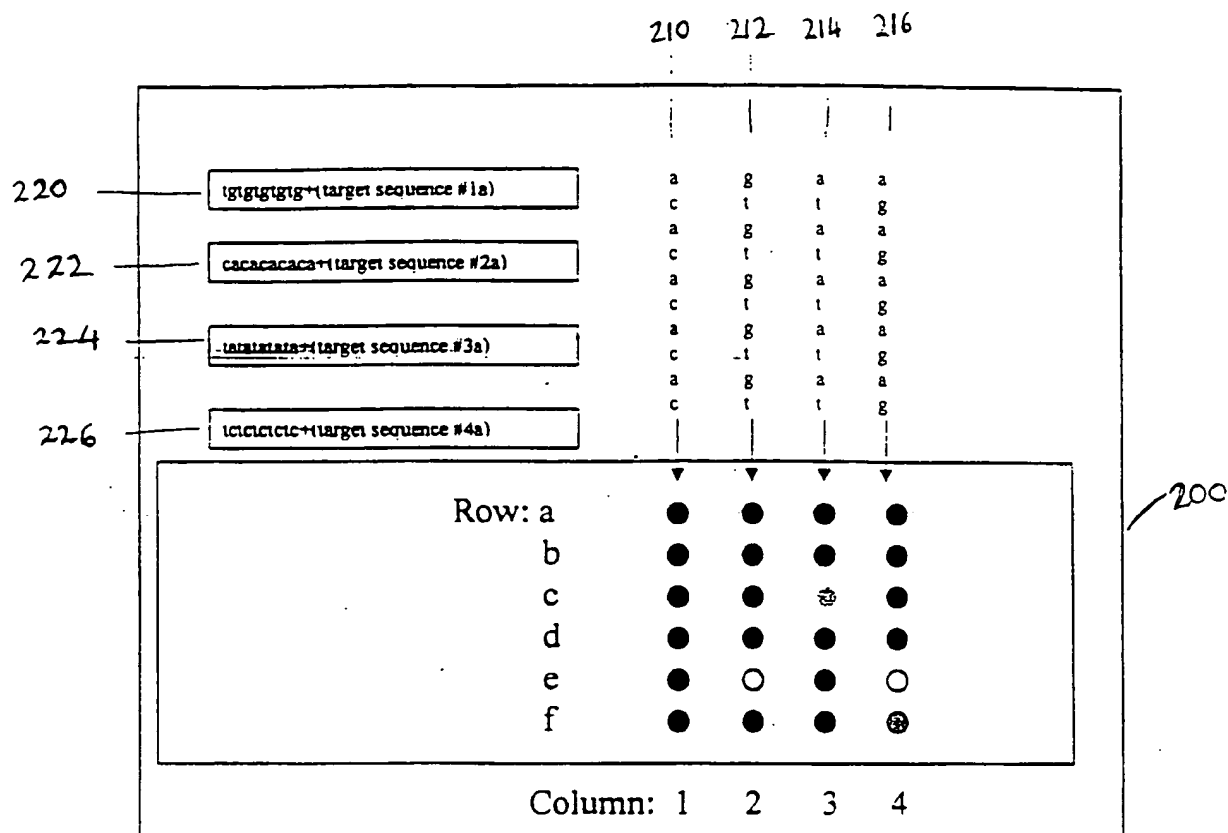 210 212 214 216
220 tgtgtgtgtg+(target sequence #1a)
222 cacacacaca+(target sequence #2a)
224 tatatatata+(target sequence #3a)
226 tctctctctc+(target sequence #4a)
a g a a
c t t g
a g a a
c t t g
a g a a
c t t g
a g a a
c t t g
a g a a
c t t g
200
Row: a
b
c
d
e
f
Column: 1 2 3 4